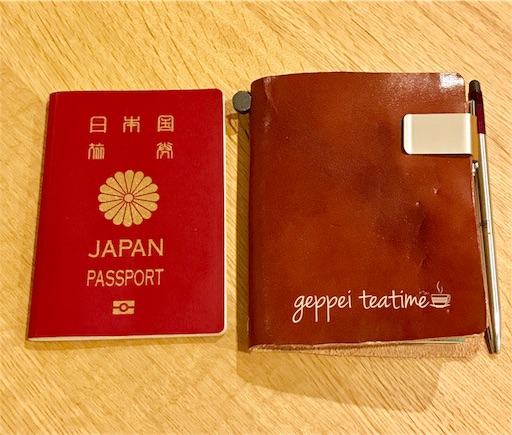 日本国
旅券
JAPAN
PASSPORT
geppei teatime